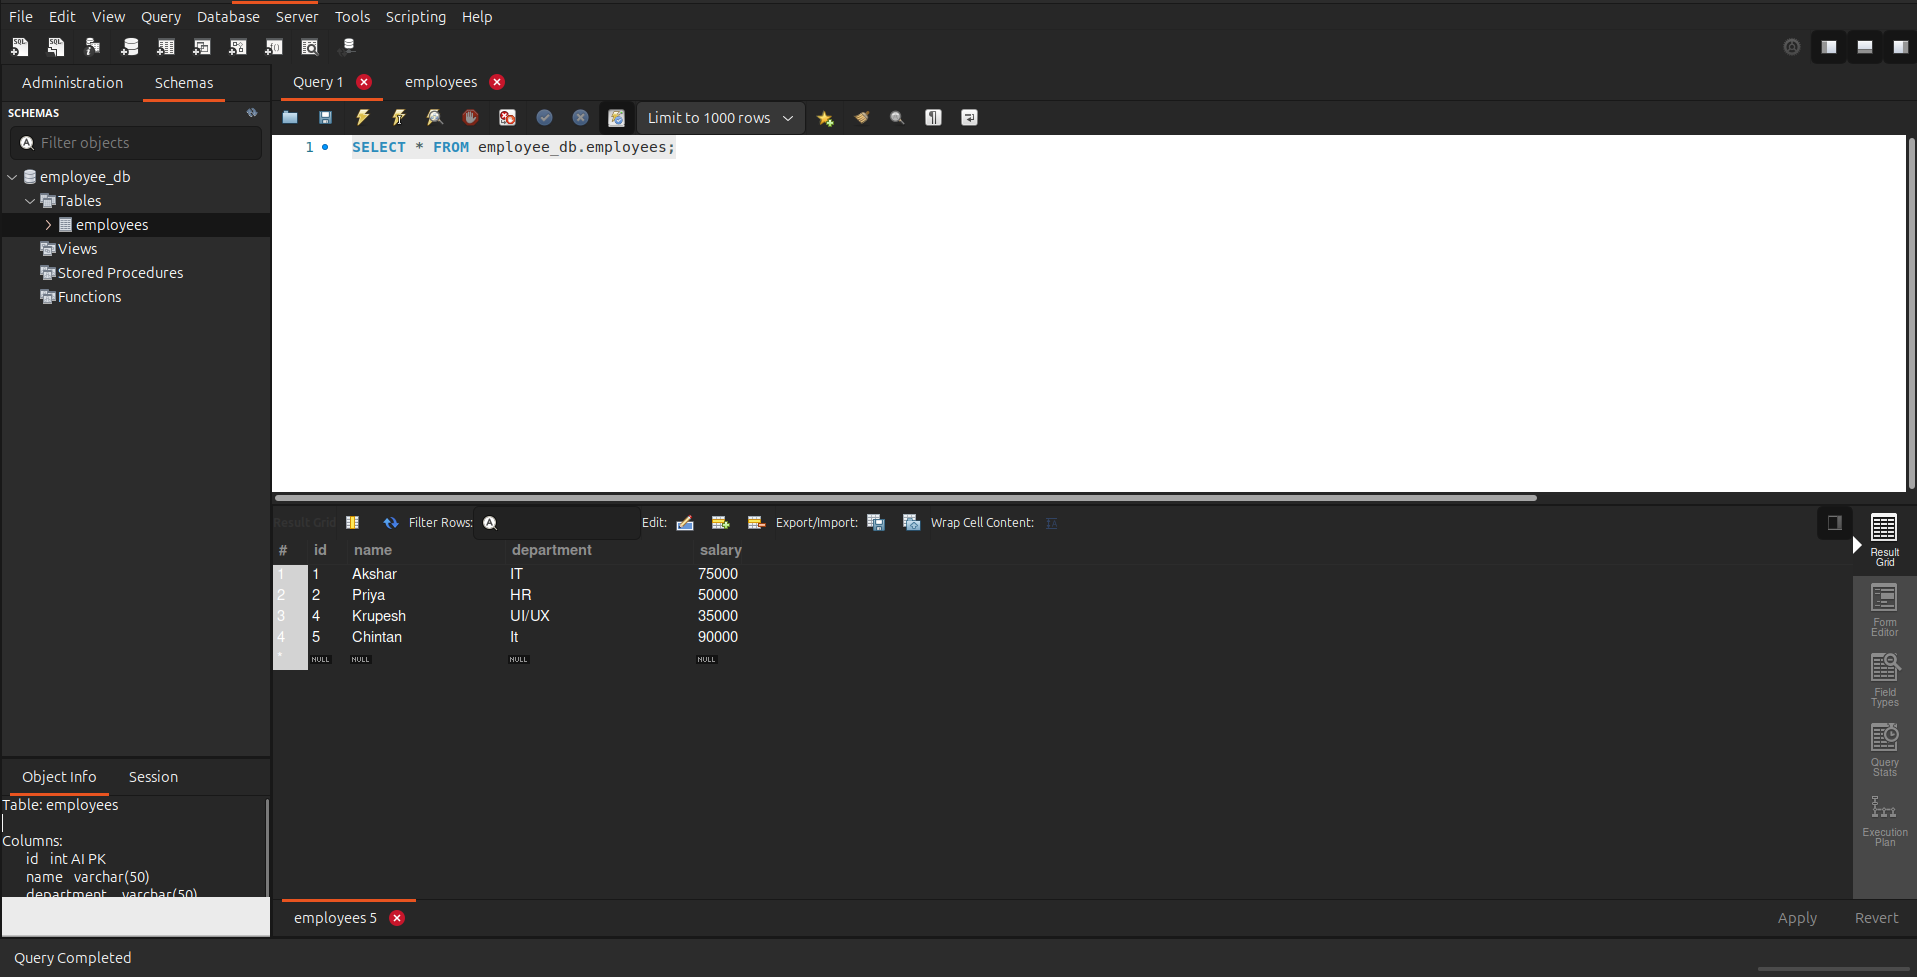 File Edit View Query Database Server Tools Scripting Help
Administration Schemas
Query 1 employees
SCHEMAS
Filter objects
Limit to 1000 rows
employee_db
Tables
employees
Views
Stored Procedures
Functions
1 SELECT * FROM employee_db.employees;
Result Grid Filter Rows: Edit: Export/Import: Wrap Cell Content:
# id name department salary
1 1 Akshar IT 75000
2 2 Priya HR 50000
3 4 Krupesh UI/UX 35000
4 5 Chintan It 90000
* NULL NULL NULL NULL
Result
Grid
Form
Editor
Field
Types
Query
Stats
Execution
Plan
Object Info Session
Table: employees
Columns:
id int AI PK
name varchar(50)
department varchar(50)
employees 5
Apply Revert
Query Completed